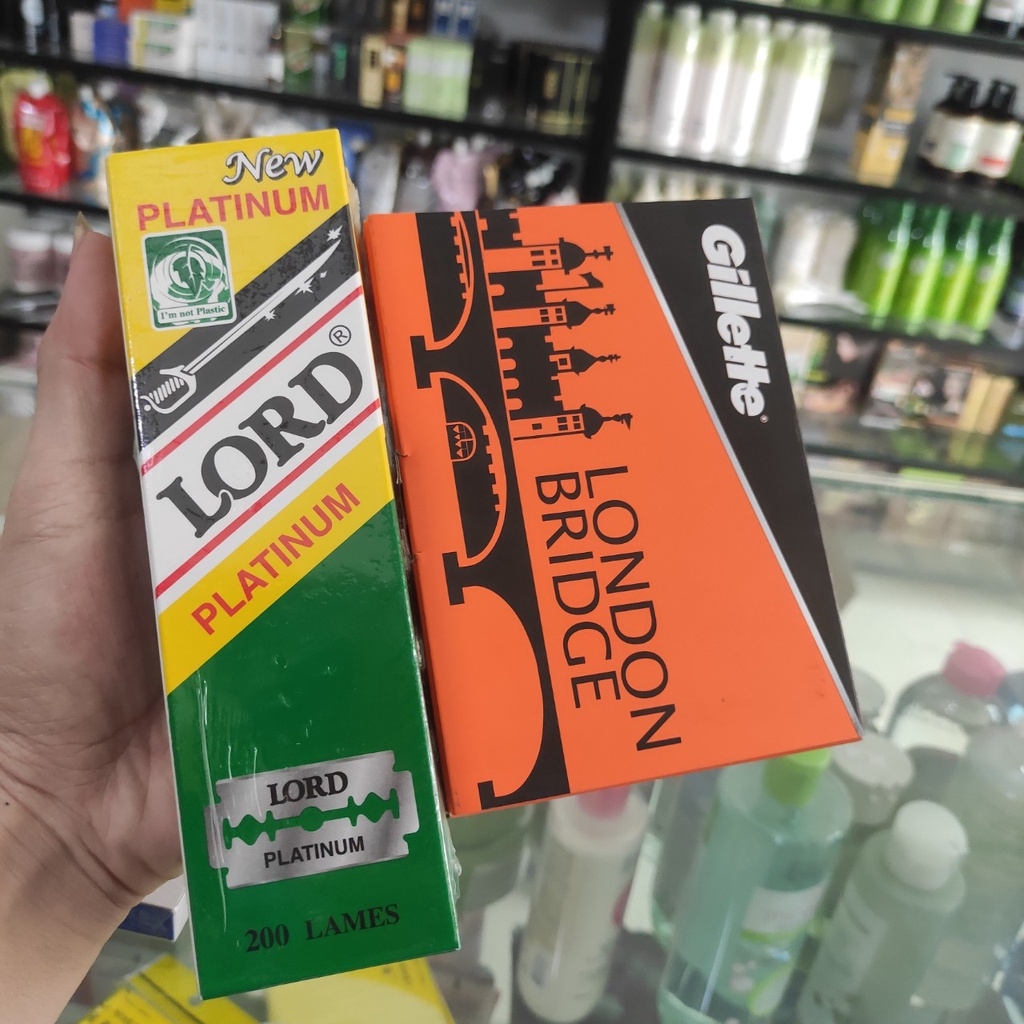 New
PLATINUM
I'm not Plastic
LORD®
PLATINUM
LORD
PLATINUM
200 LAMES
Gillette®
LONDON
BRIDGE